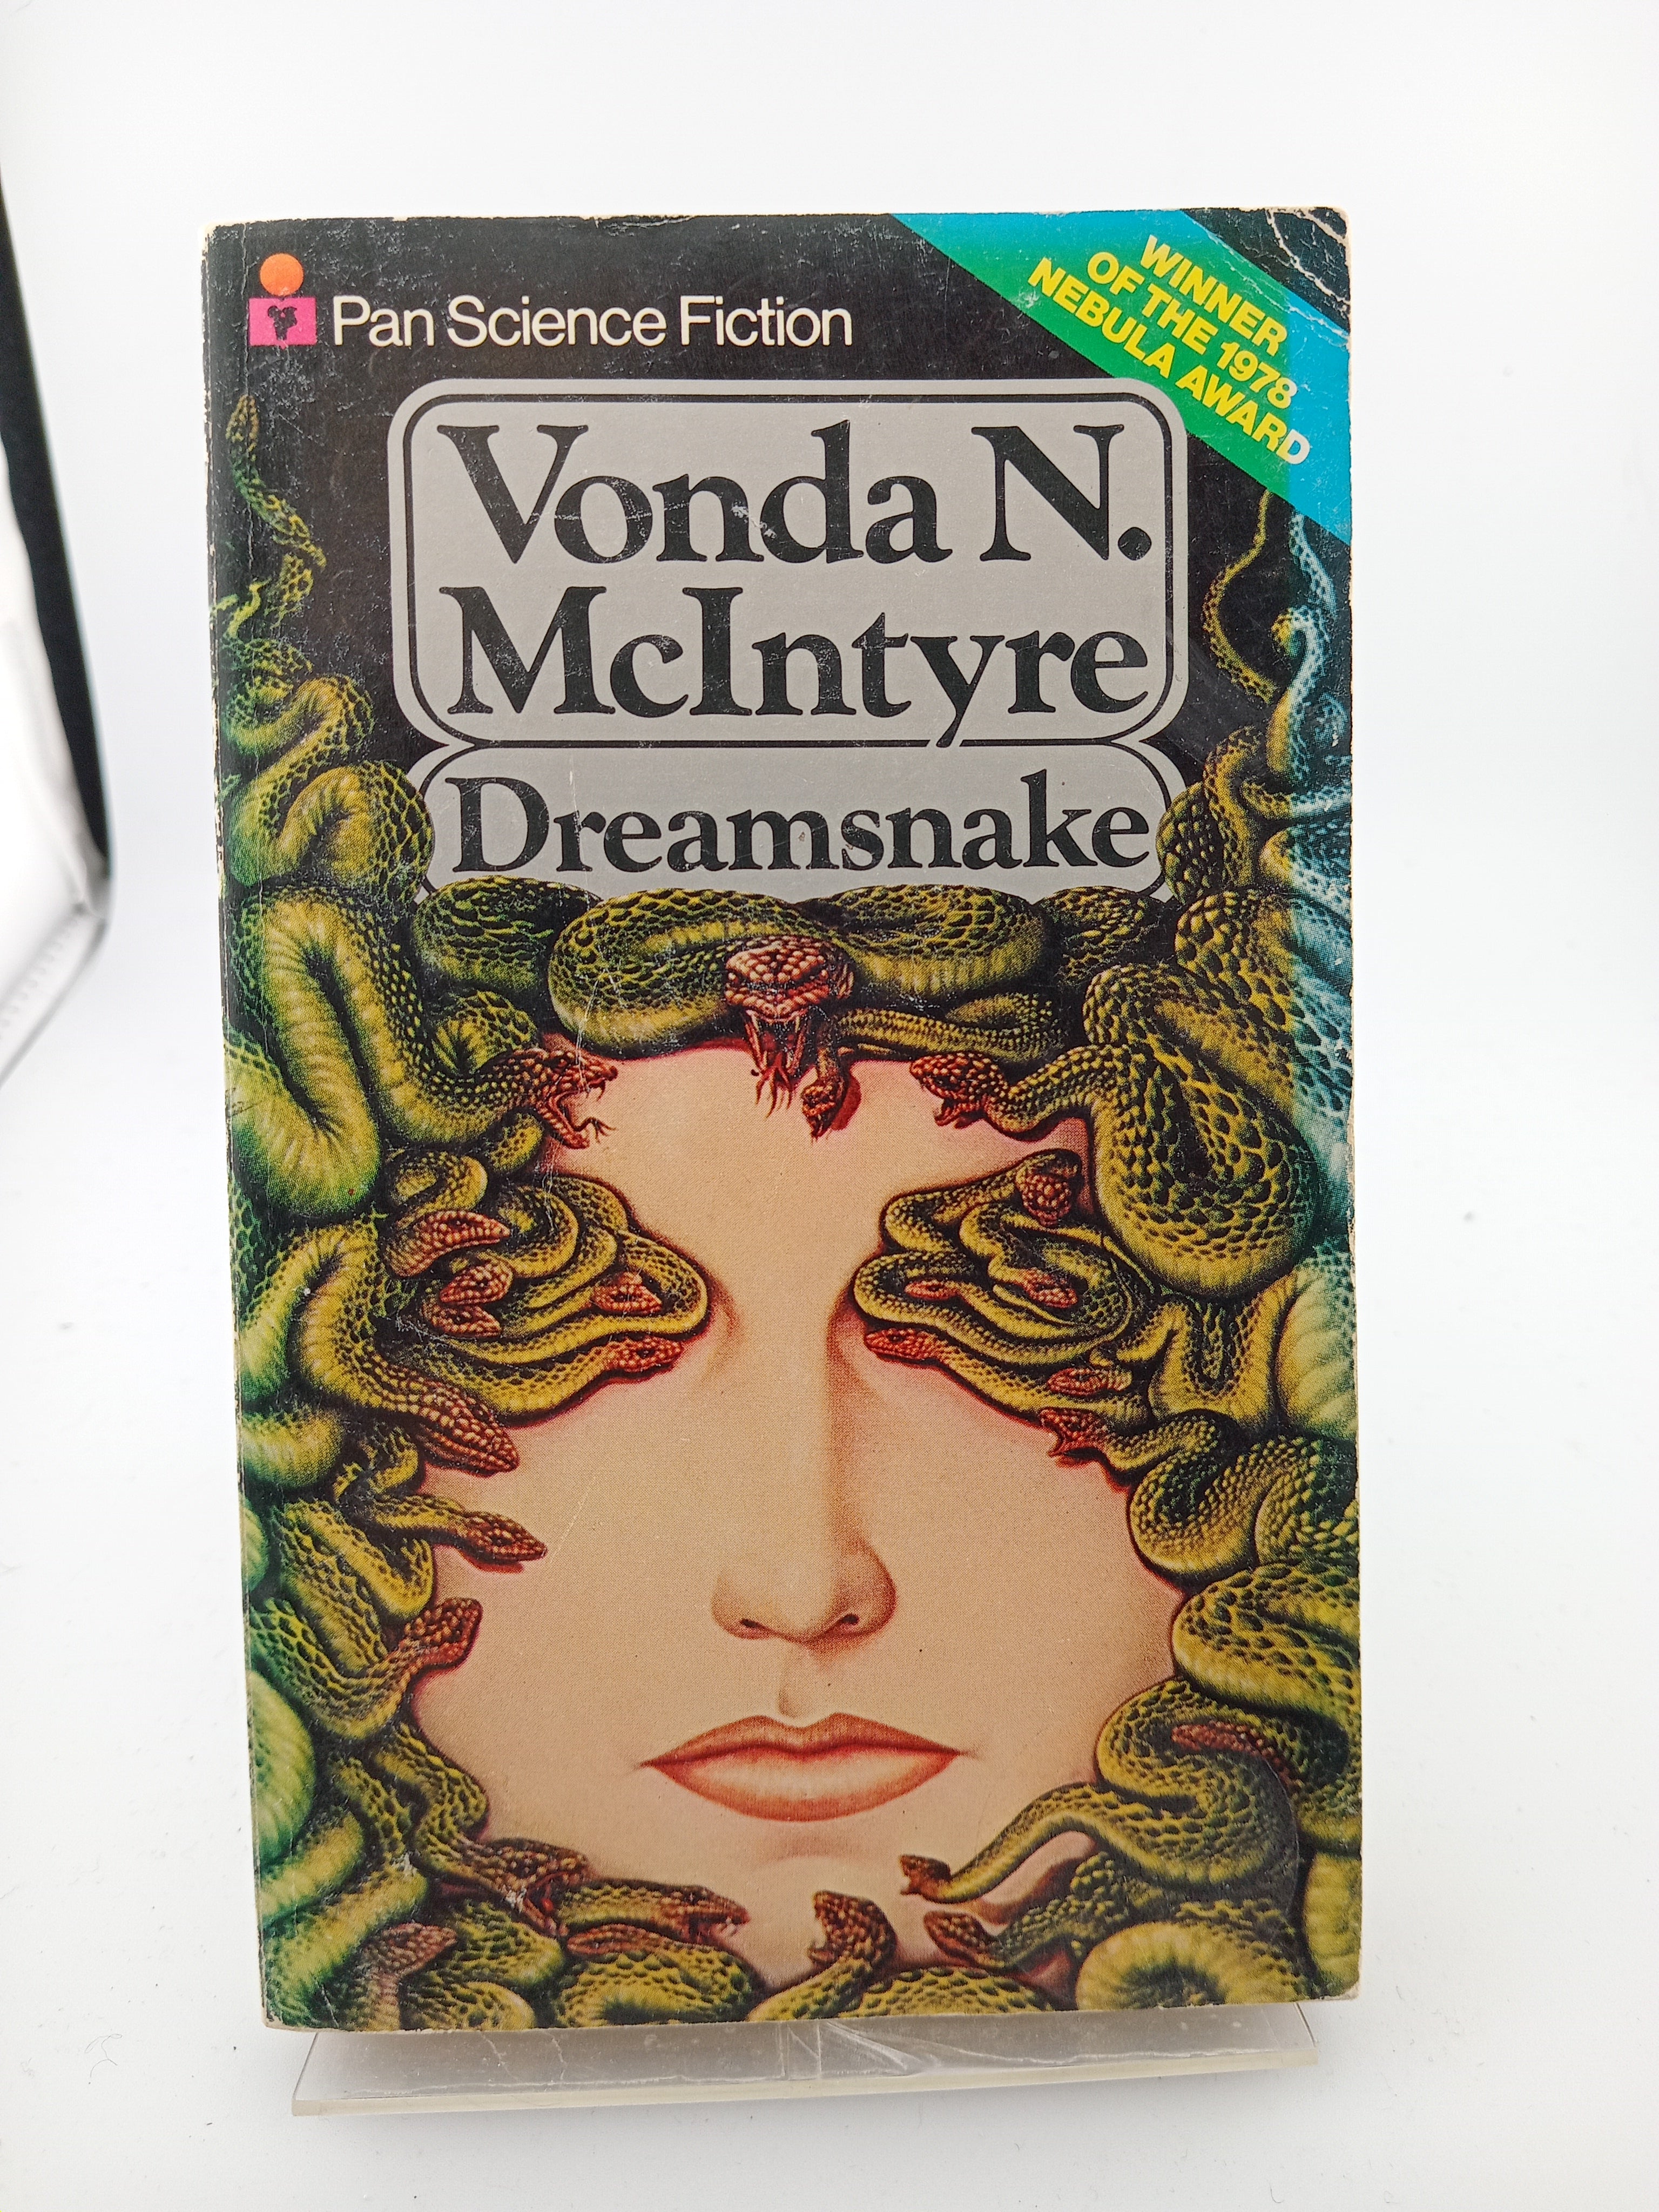 Pan Science Fiction
WINNER
OF THE 1978
NEBULA AWARD
Vonda N.
McIntyre
Dreamsnake